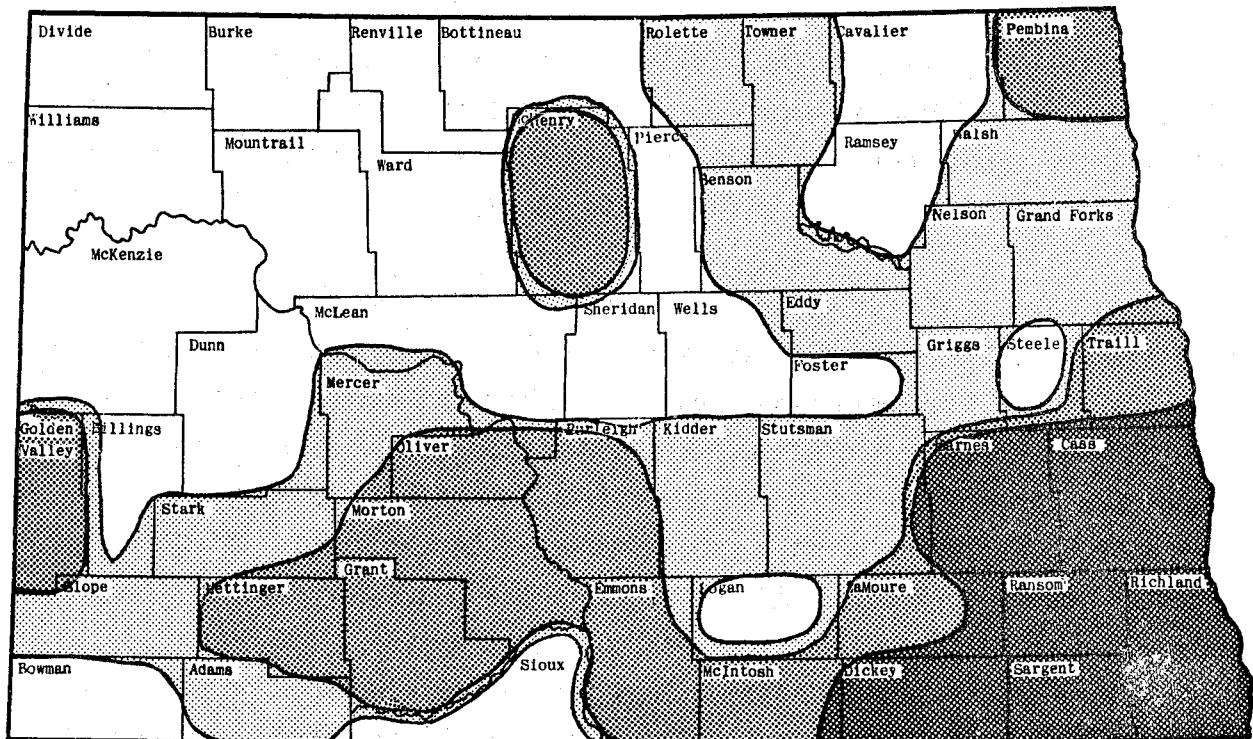 Divide
Burke
Renville
Bottineau
Rolette
Towner
Cavalier
Pembina
Williams
McHenry
Pierce
Mountrail
Ward
Ramsey
Walsh
Benson
Nelson
Grand Forks
McKenzie
McLean
Sheridan
Wells
Eddy
Dunn
Foster
Griggs
Steele
Traill
Mercer
Golden
Valley
Billings
Oliver
Burleigh
Kidder
Stutsman
Barnes
Cass
Stark
Morton
Grant
Slope
Hettinger
Emmons
Logan
LaMoure
Ransom
Richland
Bowman
Adams
Sioux
McIntosh
Dickey
Sargent